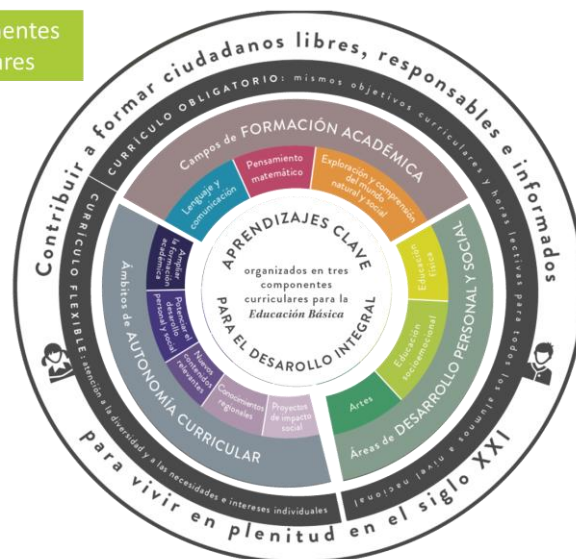 nentes
ares
Contribuir a formar ciudadanos libres, responsables e informados
para vivir en plenitud en el siglo XXI
CURRÍCULO OBLIGATORIO: mismos objetivos curriculares y horas lectivas para todos los alumnos a nivel nacional
CURRÍCULO FLEXIBLE: atención a la diversidad y a las necesidades e intereses individuales
Campos de FORMACIÓN ACADÉMICA
Lenguaje y
comunicación
Pensamiento
matemático
Exploración y comprensión
del mundo
natural y social
Áreas de DESARROLLO PERSONAL Y SOCIAL
Educación
Física
Educación
socioemocional
Artes
Ámbitos de AUTONOMÍA CURRICULAR
Ampliar
la formación
académica
Potenciar el
desarrollo
personal y social
Nuevos
contenidos
relevantes
Conocimientos
regionales
Proyectos
de impacto
social
APRENDIZAJES CLAVE
organizados en tres
componentes
curriculares para la
Educación Básica
PARA EL DESAROLLO INTEGRAL